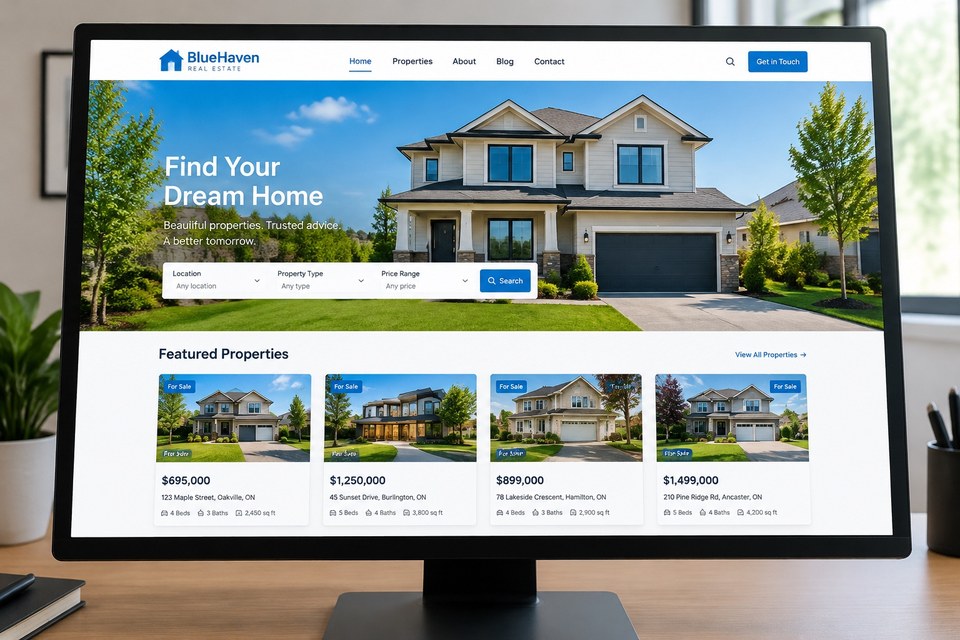 BlueHaven
REAL ESTATE
Home
Properties
About
Blog
Contact
Get in Touch
Find Your
Dream Home
Beauiliful properties. Trusted advice.
A better tomorrow.
Location
Any location
Property Type
Any type
Price Range
Any price
Search
Featured Properties
View All Properties →
For Sale
$695,000
123 Maple Street, Oakville, ON
4 Beds 3 Baths 2,450 sq ft
For Sale
$1,250,000
45 Sunset Drive, Burlington, ON
5 Beds 4 Baths 3,800 sq ft
For Sale
$899,000
78 Lakeside Crescent, Hamilton, ON
4 Beds 3 Baths 2,900 sq ft
For Sale
$1,499,000
210 Pine Ridge Rd, Ancaster, ON
5 Beds 4 Baths 4,200 sq ft